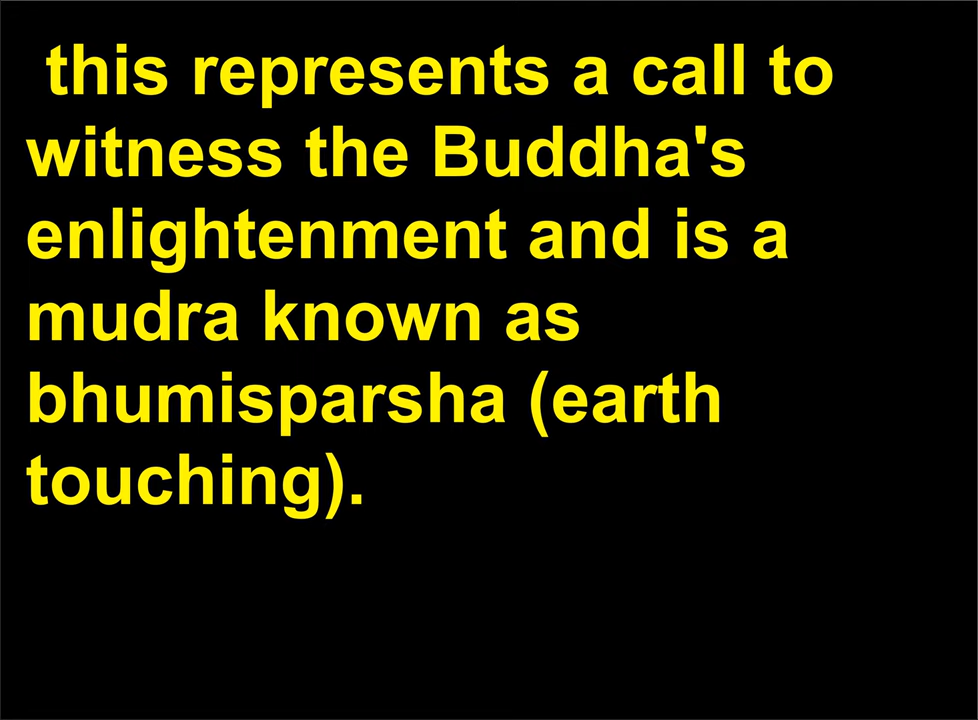 this represents a call to
witness the Buddha's
enlightenment and is a
mudra known as
bhumisparsha (earth
touching).